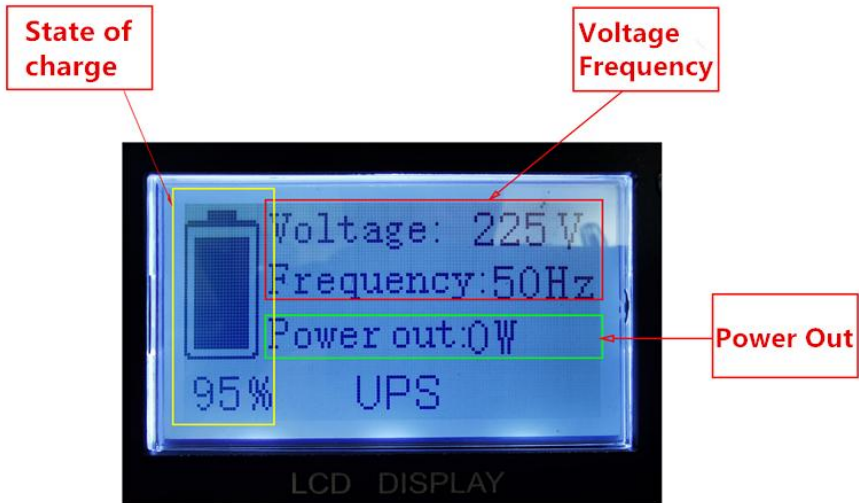 State of
charge
Voltage
Frequency
Voltage: 225V
Frequency:50Hz
Power out:0W
Power Out
95% UPS
LCD DISPLAY